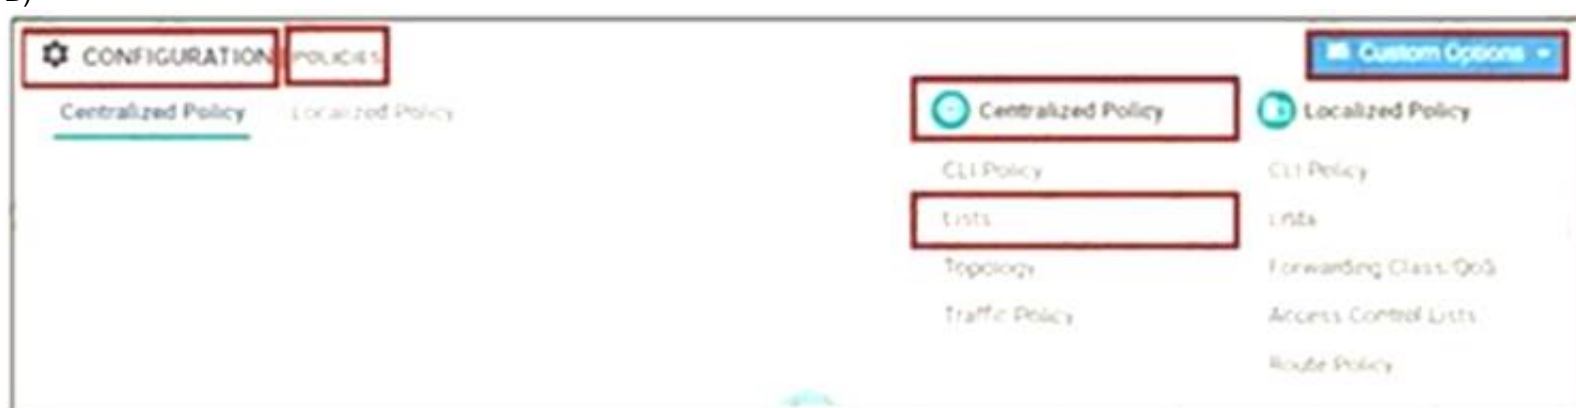 CONFIGURATION POLICIES
Custom Options
Centralized Policy Localized Policy
Centralized Policy
CLI Policy
Lists
Topology
Traffic Policy
Localized Policy
CLI Policy
Lists
Forwarding Class/QoS
Access Control Lists
Route Policy